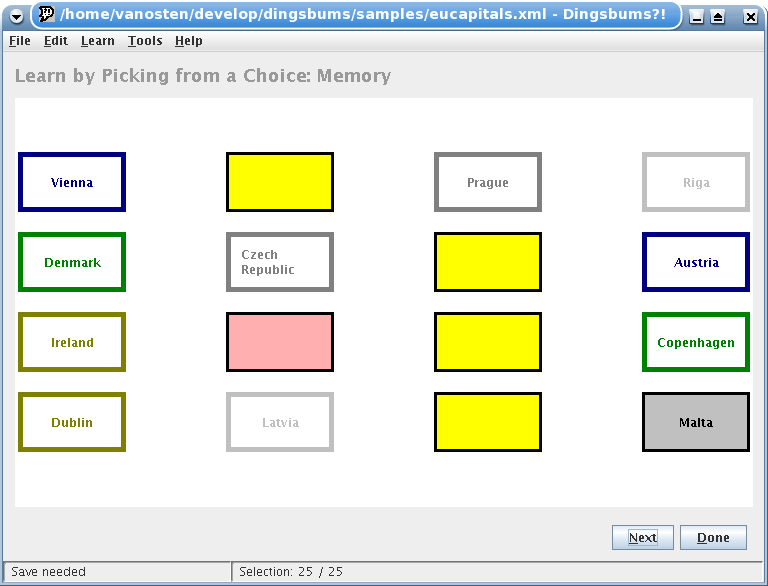 /home/vanosten/develop/dingsbums/samples/eucapitals.xml - Dingsbums?!
File Edit Learn Tools Help
Learn by Picking from a Choice: Memory
Vienna
Prague
Riga
Denmark
Czech
Republic
Austria
Ireland
Copenhagen
Dublin
Latvia
Malta
Next
Done
Save needed
Selection: 25 / 25